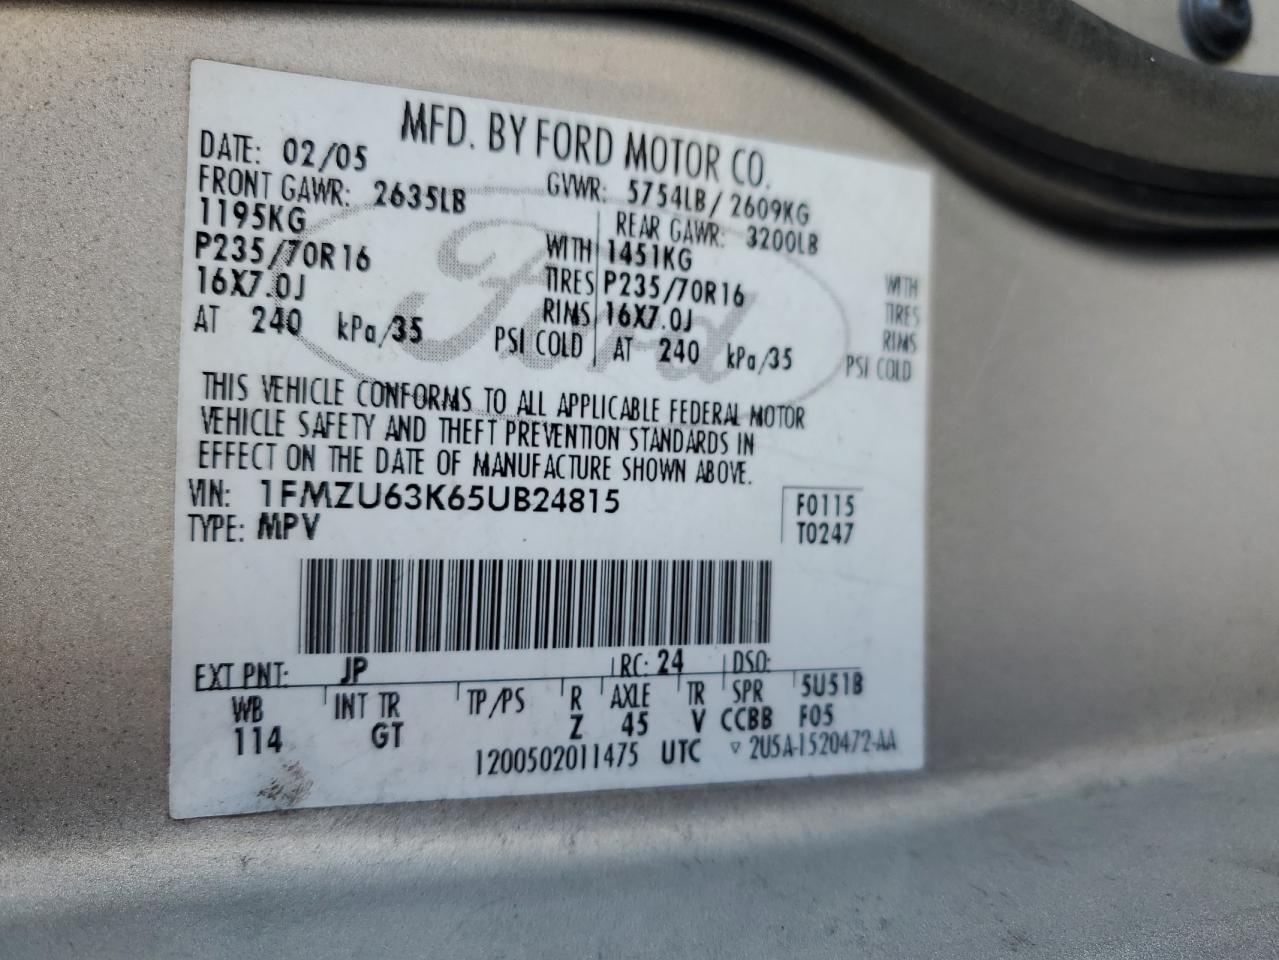 MFD. BY FORD MOTOR CO.
DATE: 02/05 GVWR: 5754LB/ 2609KG
FRONT GAWR: 2635LB REAR GAWR: 3200LB
1195KG WITH 1451KG WITH
P235/70R16 TIRES P235/70R16 TIRES
16X7.0J RIMS 16X7.0J RIMS
AT 240 kPa/35 PSI COLD AT 240 kPa/35 PSI COLD
Ford
THIS VEHICLE CONFORMS TO ALL APPLICABLE FEDERAL MOTOR
VEHICLE SAFETY AND THEFT PREVENTION STANDARDS IN
EFFECT ON THE DATE OF MANUFACTURE SHOWN ABOVE.
VIN: 1FMZU63K65UB24815 F0115
TYPE: MPV T0247
EXT PNT: JP RC: 24 DSO:
WB INT TR TP/PS R AXLE TR SPR 5U51B
114 GT Z 45 V CCBB F05
1200502011475 UTC ▽ 2U5A-1520472-AA